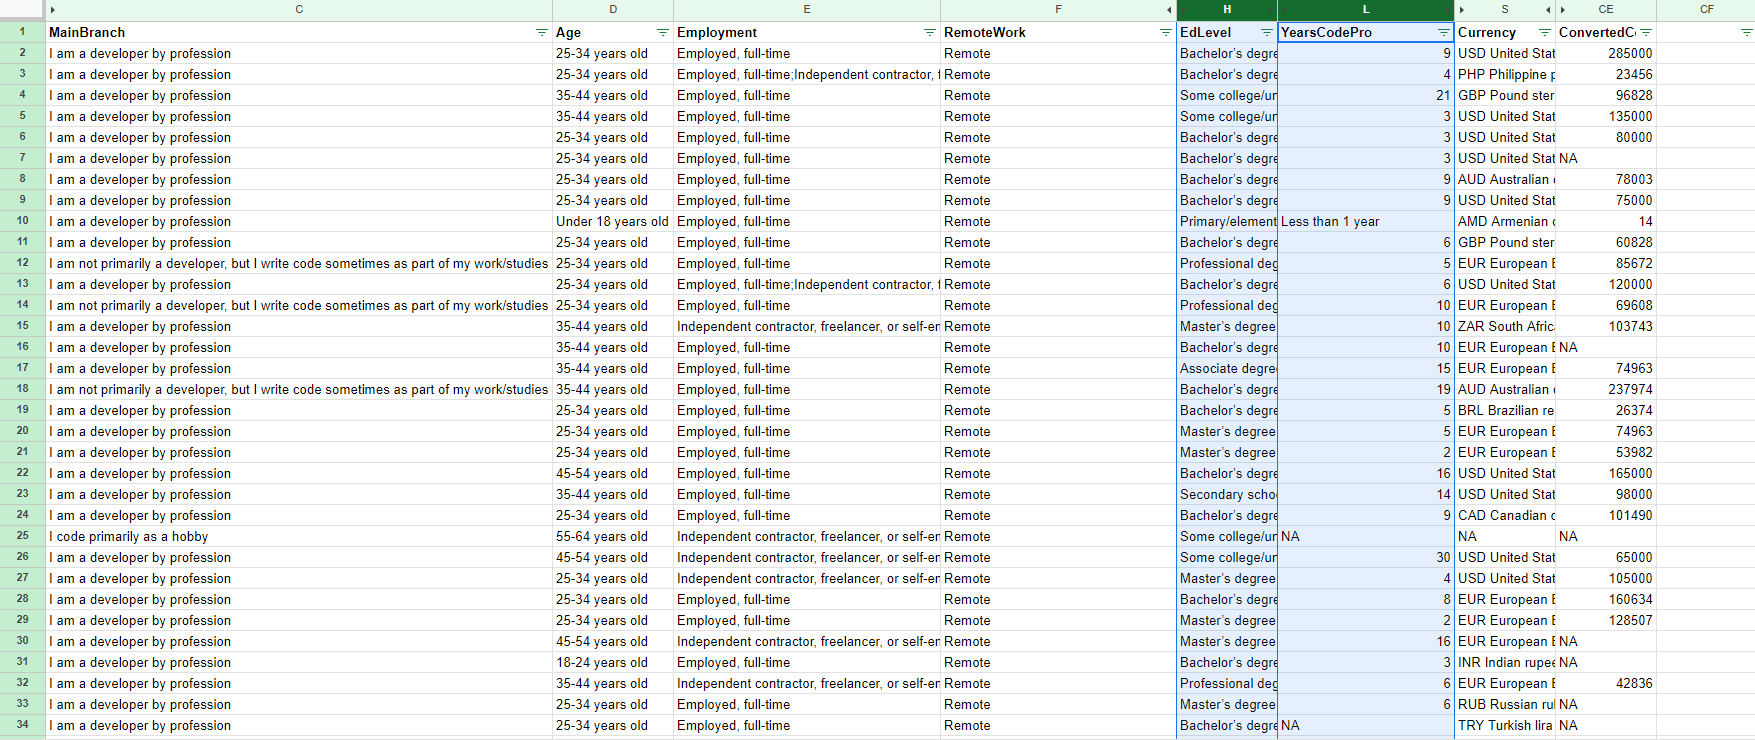 C D E F H L S CE CF
1 MainBranch Age Employment RemoteWork EdLevel YearsCodePro Currency ConvertedC
2 I am a developer by profession 25-34 years old Employed, full-time Remote Bachelor's degre 9 USD United Stat 285000
3 I am a developer by profession 25-34 years old Employed, full-time;Independent contractor, f Remote Bachelor's degre 4 PHP Philippine p 23456
4 I am a developer by profession 35-44 years old Employed, full-time Remote Some college/un 21 GBP Pound ster 96828
5 I am a developer by profession 35-44 years old Employed, full-time Remote Some college/un 3 USD United Stat 135000
6 I am a developer by profession 25-34 years old Employed, full-time Remote Bachelor's degre 3 USD United Stat 80000
7 I am a developer by profession 25-34 years old Employed, full-time Remote Bachelor's degre 3 USD United Stat NA
8 I am a developer by profession 25-34 years old Employed, full-time Remote Bachelor's degre 9 AUD Australian 78003
9 I am a developer by profession 25-34 years old Employed, full-time Remote Bachelor's degre 9 USD United Stat 75000
10 I am a developer by profession Under 18 years old Employed, full-time Remote Primary/element Less than 1 year AMD Armenian 14
11 I am a developer by profession 25-34 years old Employed, full-time Remote Bachelor's degre 6 GBP Pound ster 60828
12 I am not primarily a developer, but I write code sometimes as part of my work/studies 25-34 years old Employed, full-time Remote Professional deg 5 EUR European E 85672
13 I am a developer by profession 25-34 years old Employed, full-time;Independent contractor, f Remote Bachelor's degre 6 USD United Stat 120000
14 I am not primarily a developer, but I write code sometimes as part of my work/studies 25-34 years old Employed, full-time Remote Professional deg 10 EUR European E 69608
15 I am a developer by profession 35-44 years old Independent contractor, freelancer, or self-em Remote Master's degree 10 ZAR South Afric 103743
16 I am a developer by profession 35-44 years old Employed, full-time Remote Bachelor's degre 10 EUR European E NA
17 I am a developer by profession 35-44 years old Employed, full-time Remote Associate degre 15 EUR European E 74963
18 I am not primarily a developer, but I write code sometimes as part of my work/studies 35-44 years old Employed, full-time Remote Bachelor's degre 19 AUD Australian 237974
19 I am a developer by profession 25-34 years old Employed, full-time Remote Bachelor's degre 5 BRL Brazilian re 26374
20 I am a developer by profession 25-34 years old Employed, full-time Remote Master's degree 5 EUR European E 74963
21 I am a developer by profession 25-34 years old Employed, full-time Remote Master's degree 2 EUR European E 53982
22 I am a developer by profession 45-54 years old Employed, full-time Remote Bachelor's degre 16 USD United Stat 165000
23 I am a developer by profession 35-44 years old Employed, full-time Remote Secondary scho 14 USD United Stat 98000
24 I am a developer by profession 25-34 years old Employed, full-time Remote Bachelor's degre 9 CAD Canadian 101490
25 I code primarily as a hobby 55-64 years old Independent contractor, freelancer, or self-em Remote Some college/un NA NA NA
26 I am a developer by profession 45-54 years old Employed, full-time Remote Some college/un 30 USD United Stat 65000
27 I am a developer by profession 25-34 years old Independent contractor, freelancer, or self-em Remote Master's degree 4 USD United Stat 105000
28 I am a developer by profession 25-34 years old Employed, full-time Remote Bachelor's degre 8 EUR European E 160634
29 I am a developer by profession 25-34 years old Employed, full-time Remote Master's degree 2 EUR European E 128507
30 I am a developer by profession 45-54 years old Independent contractor, freelancer, or self-em Remote Master's degree 16 EUR European E NA
31 I am a developer by profession 18-24 years old Employed, full-time Remote Bachelor's degre 3 INR Indian rupee NA
32 I am a developer by profession 35-44 years old Independent contractor, freelancer, or self-em Remote Professional deg 6 EUR European E 42836
33 I am a developer by profession 25-34 years old Employed, full-time Remote Master's degree 6 RUB Russian rul NA
34 I am a developer by profession 25-34 years old Employed, full-time Remote Bachelor's degre NA TRY Turkish lira NA